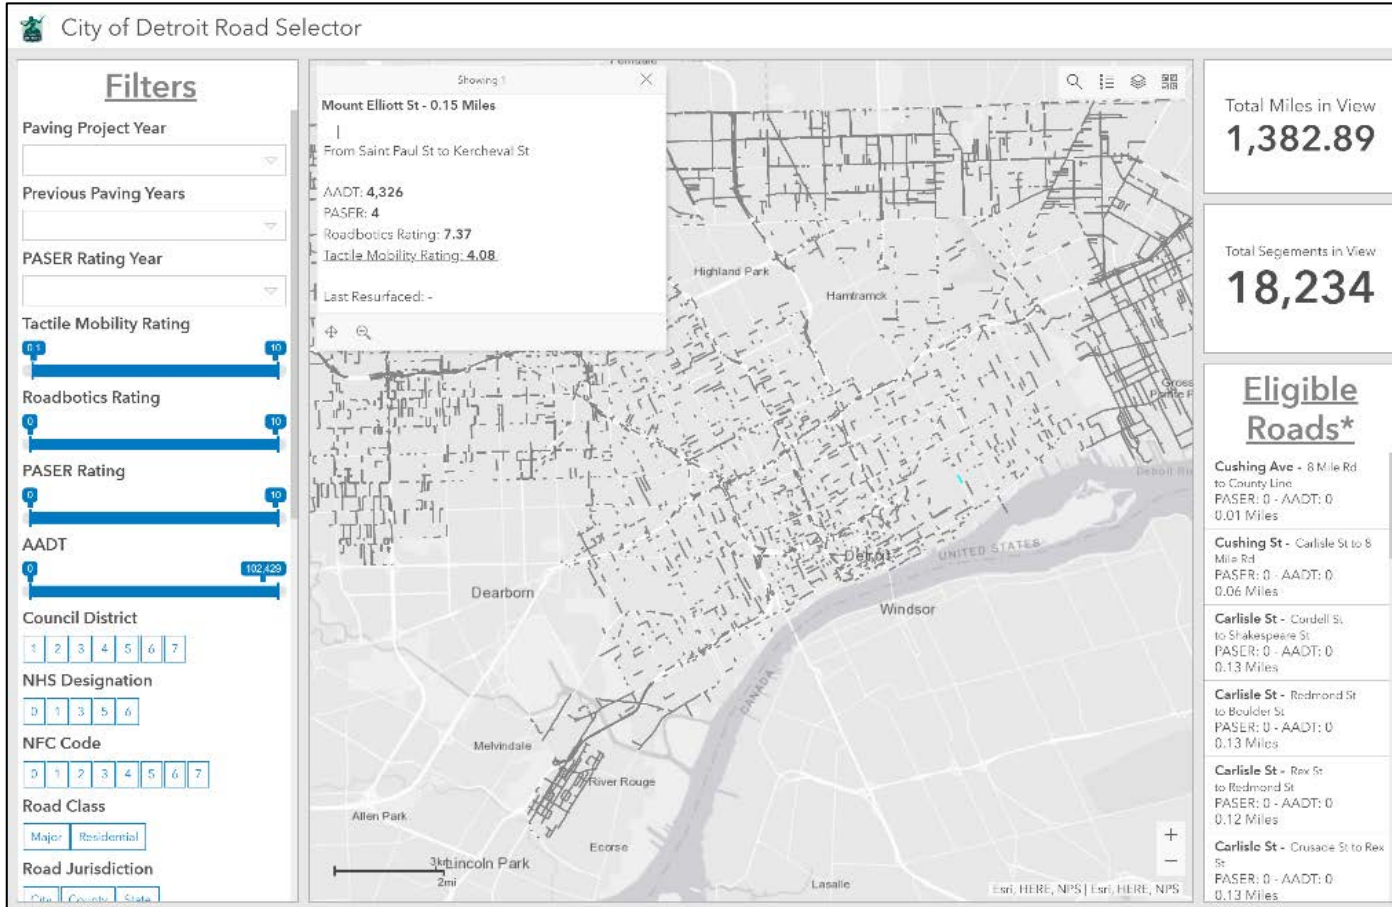 City of Detroit Road Selector
Filters
Paving Project Year
Previous Paving Years
PASER Rating Year
Tactile Mobility Rating
0.1
10
Roadbotics Rating
0
10
PASER Rating
0
10
AADT
0
102,429
Council District
1 2 3 4 5 6 7
NHS Designation
0 1 3 5 6
NFC Code
0 1 2 3 4 5 6 7
Road Class
Major Residential
Road Jurisdiction
City County State
Showing 1
Mount Elliott St - 0.15 Miles
|
From Saint Paul St to Kercheval St
AADT: 4,326
PASER: 4
Roadbotics Rating: 7.37
Tactile Mobility Rating: 4.08
Last Resurfaced: -
Ferndale
Highland Park
Hamtramck
Grosse
Pointe P
Detroit Ri
Detroit
UNITED STATES
Dearborn
Windsor
CANADA
Melvindale
River Rouge
Allen Park
Ecorse
Lincoln Park
Lasalle
3km
2mi
+
−
Esri, HERE, NPS | Esri, HERE, NPS
Total Miles in View
1,382.89
Total Segements in View
18,234
Eligible
Roads*
Cushing Ave - 8 Mile Rd
to County Line
PASER: 0 - AADT: 0
0.01 Miles
Cushing St - Carlisle St to 8
Mile Rd
PASER: 0 - AADT: 0
0.06 Miles
Carlisle St - Cordell St
to Shakespeare St
PASER: 0 - AADT: 0
0.13 Miles
Carlisle St - Redmond St
to Boulder St
PASER: 0 - AADT: 0
0.13 Miles
Carlisle St - Rex St
to Redmond St
PASER: 0 - AADT: 0
0.12 Miles
Carlisle St - Crusade St to Rex
St
PASER: 0 - AADT: 0
0.13 Miles